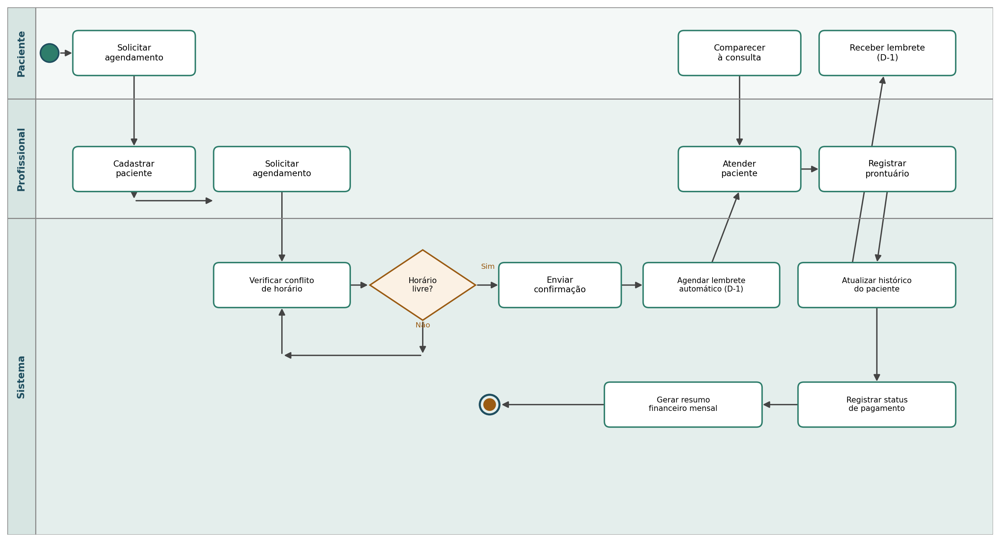 Paciente
Solicitar
agendamento
Comparecer
à consulta
Receber lembrete
(D-1)
Profissional
Cadastrar
paciente
Solicitar
agendamento
Atender
paciente
Registrar
prontuário
Sistema
Verificar conflito
de horário
Horário
livre?
Sim
Não
Enviar
confirmação
Agendar lembrete
automático (D-1)
Atualizar histórico
do paciente
Gerar resumo
financeiro mensal
Registrar status
de pagamento